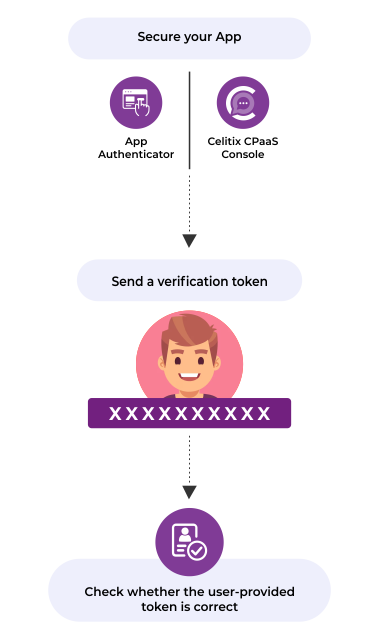 Secure your App
App
Authenticator
Celitix CPaaS
Console
Send a verification token
XXXXXXXXXX
Check whether the user-provided
token is correct